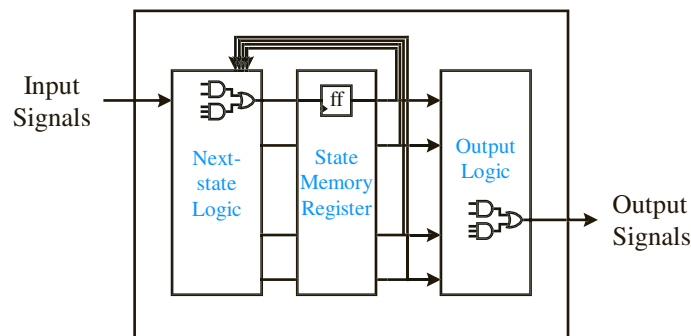 Input
Signals
ff
Next-
state
Logic
State
Memory
Register
Output
Logic
Output
Signals